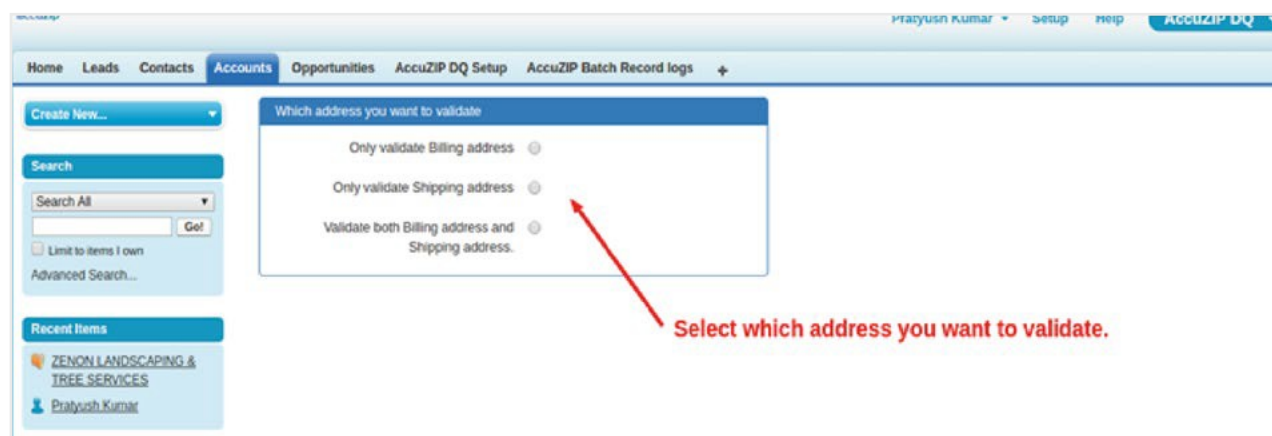 accuzip
Pratyush Kumar Setup Help AccuZIP DQ
Home Leads Contacts Accounts Opportunities AccuZIP DQ Setup AccuZIP Batch Record logs +
Create New...
Which address you want to validate
Only validate Billing address
Only validate Shipping address
Validate both Billing address and
Shipping address.
Search
Search All
Go!
Limit to items I own
Advanced Search...
Select which address you want to validate.
Recent Items
ZENON LANDSCAPING &
TREE SERVICES
Pratyush Kumar